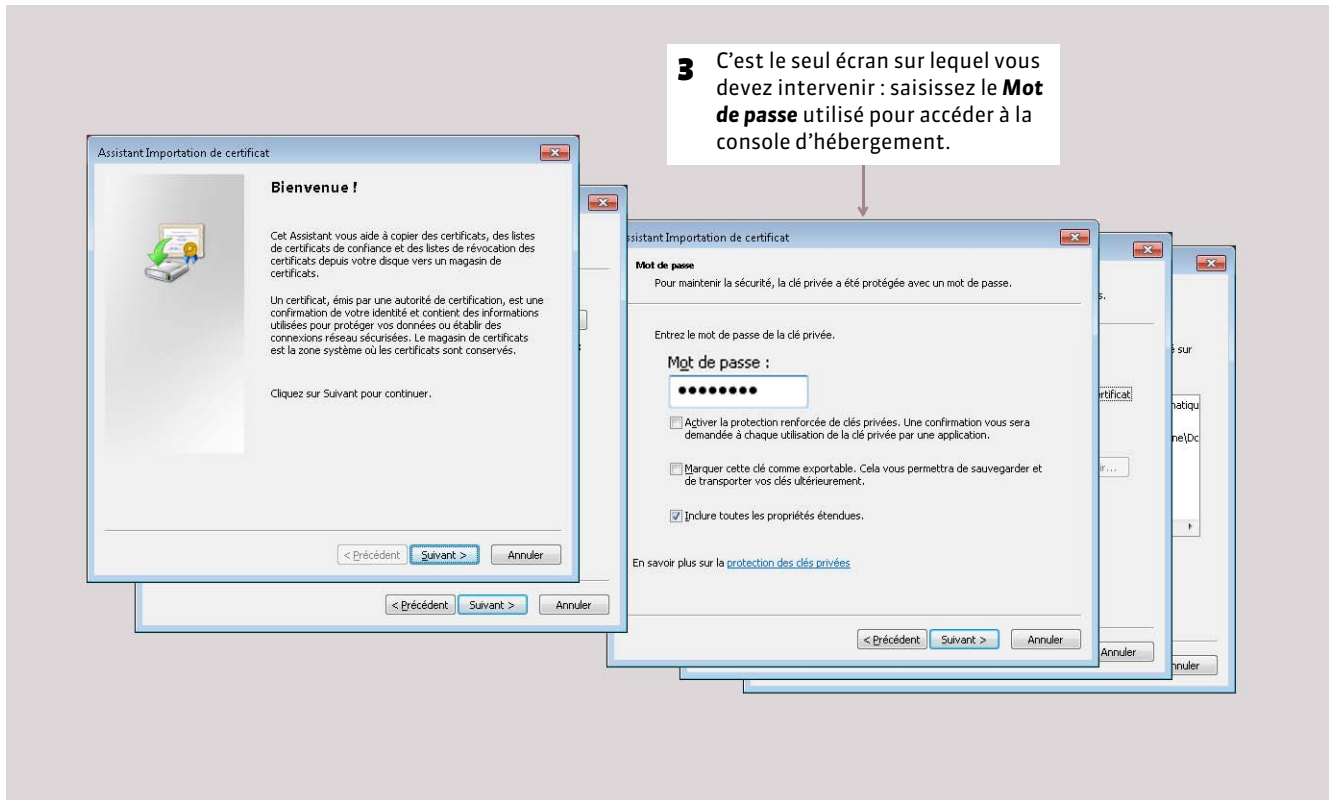 3 C'est le seul écran sur lequel vous
devez intervenir : saisissez le Mot
de passe utilisé pour accéder à la
console d'hébergement.
Assistant Importation de certificat
Bienvenue !
Cet Assistant vous aide à copier des certificats, des listes
de certificats de confiance et des listes de révocation des
certificats depuis votre disque vers un magasin de
certificats.
Un certificat, émis par une autorité de certification, est une
confirmation de votre identité et contient des informations
utilisées pour protéger vos données ou établir des
connexions réseau sécurisées. Le magasin de certificats
est la zone système où les certificats sont conservés.
Cliquez sur Suivant pour continuer.
< Précédent Suivant > Annuler
< Précédent Suivant > Annuler
ssistant Importation de certificat
Mot de passe
Pour maintenir la sécurité, la clé privée a été protégée avec un mot de passe.
Entrez le mot de passe de la clé privée.
Mot de passe :
●●●●●●●●
Activer la protection renforcée de clés privées. Une confirmation vous sera
demandée à chaque utilisation de la clé privée par une application.
Marquer cette clé comme exportable. Cela vous permettra de sauvegarder et
de transporter vos clés ultérieurement.
Inclure toutes les propriétés étendues.
En savoir plus sur la protection des clés privées
< Précédent Suivant > Annuler
s.
rtificat
ir...
Annuler
é sur
natiqu
ne\Dc
nnuler